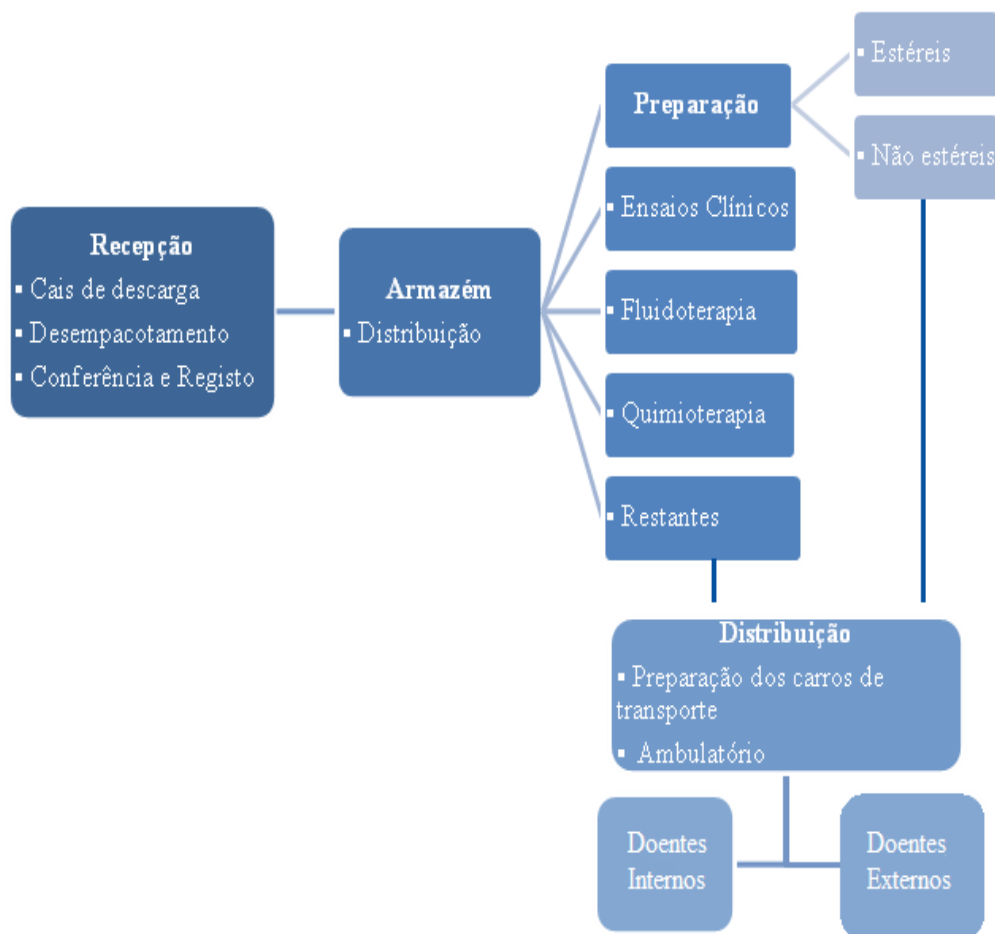 Recepção
▪ Cais de descarga
▪ Desempacotamento
▪ Conferência e Registo
Armazém
▪ Distribuição
Preparação
▪ Estéreis
▪ Não estéreis
▪ Ensaios Clínicos
▪ Fluidoterapia
▪ Quimioterapia
▪ Restantes
Distribuição
▪ Preparação dos carros de
transporte
▪ Ambulatório
Doentes
Internos
Doentes
Externos